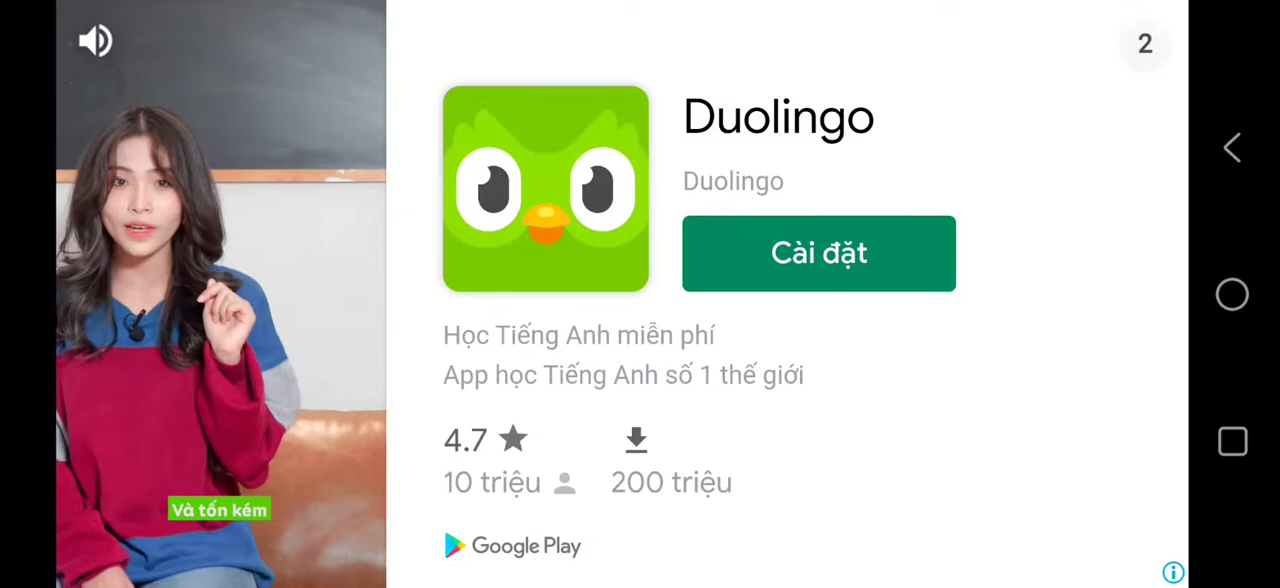 2
Duolingo
Duolingo
Cài đặt
Học Tiếng Anh miễn phí
App học Tiếng Anh số 1 thế giới
4.7
10 triệu
200 triệu
Google Play
Và tốn kém